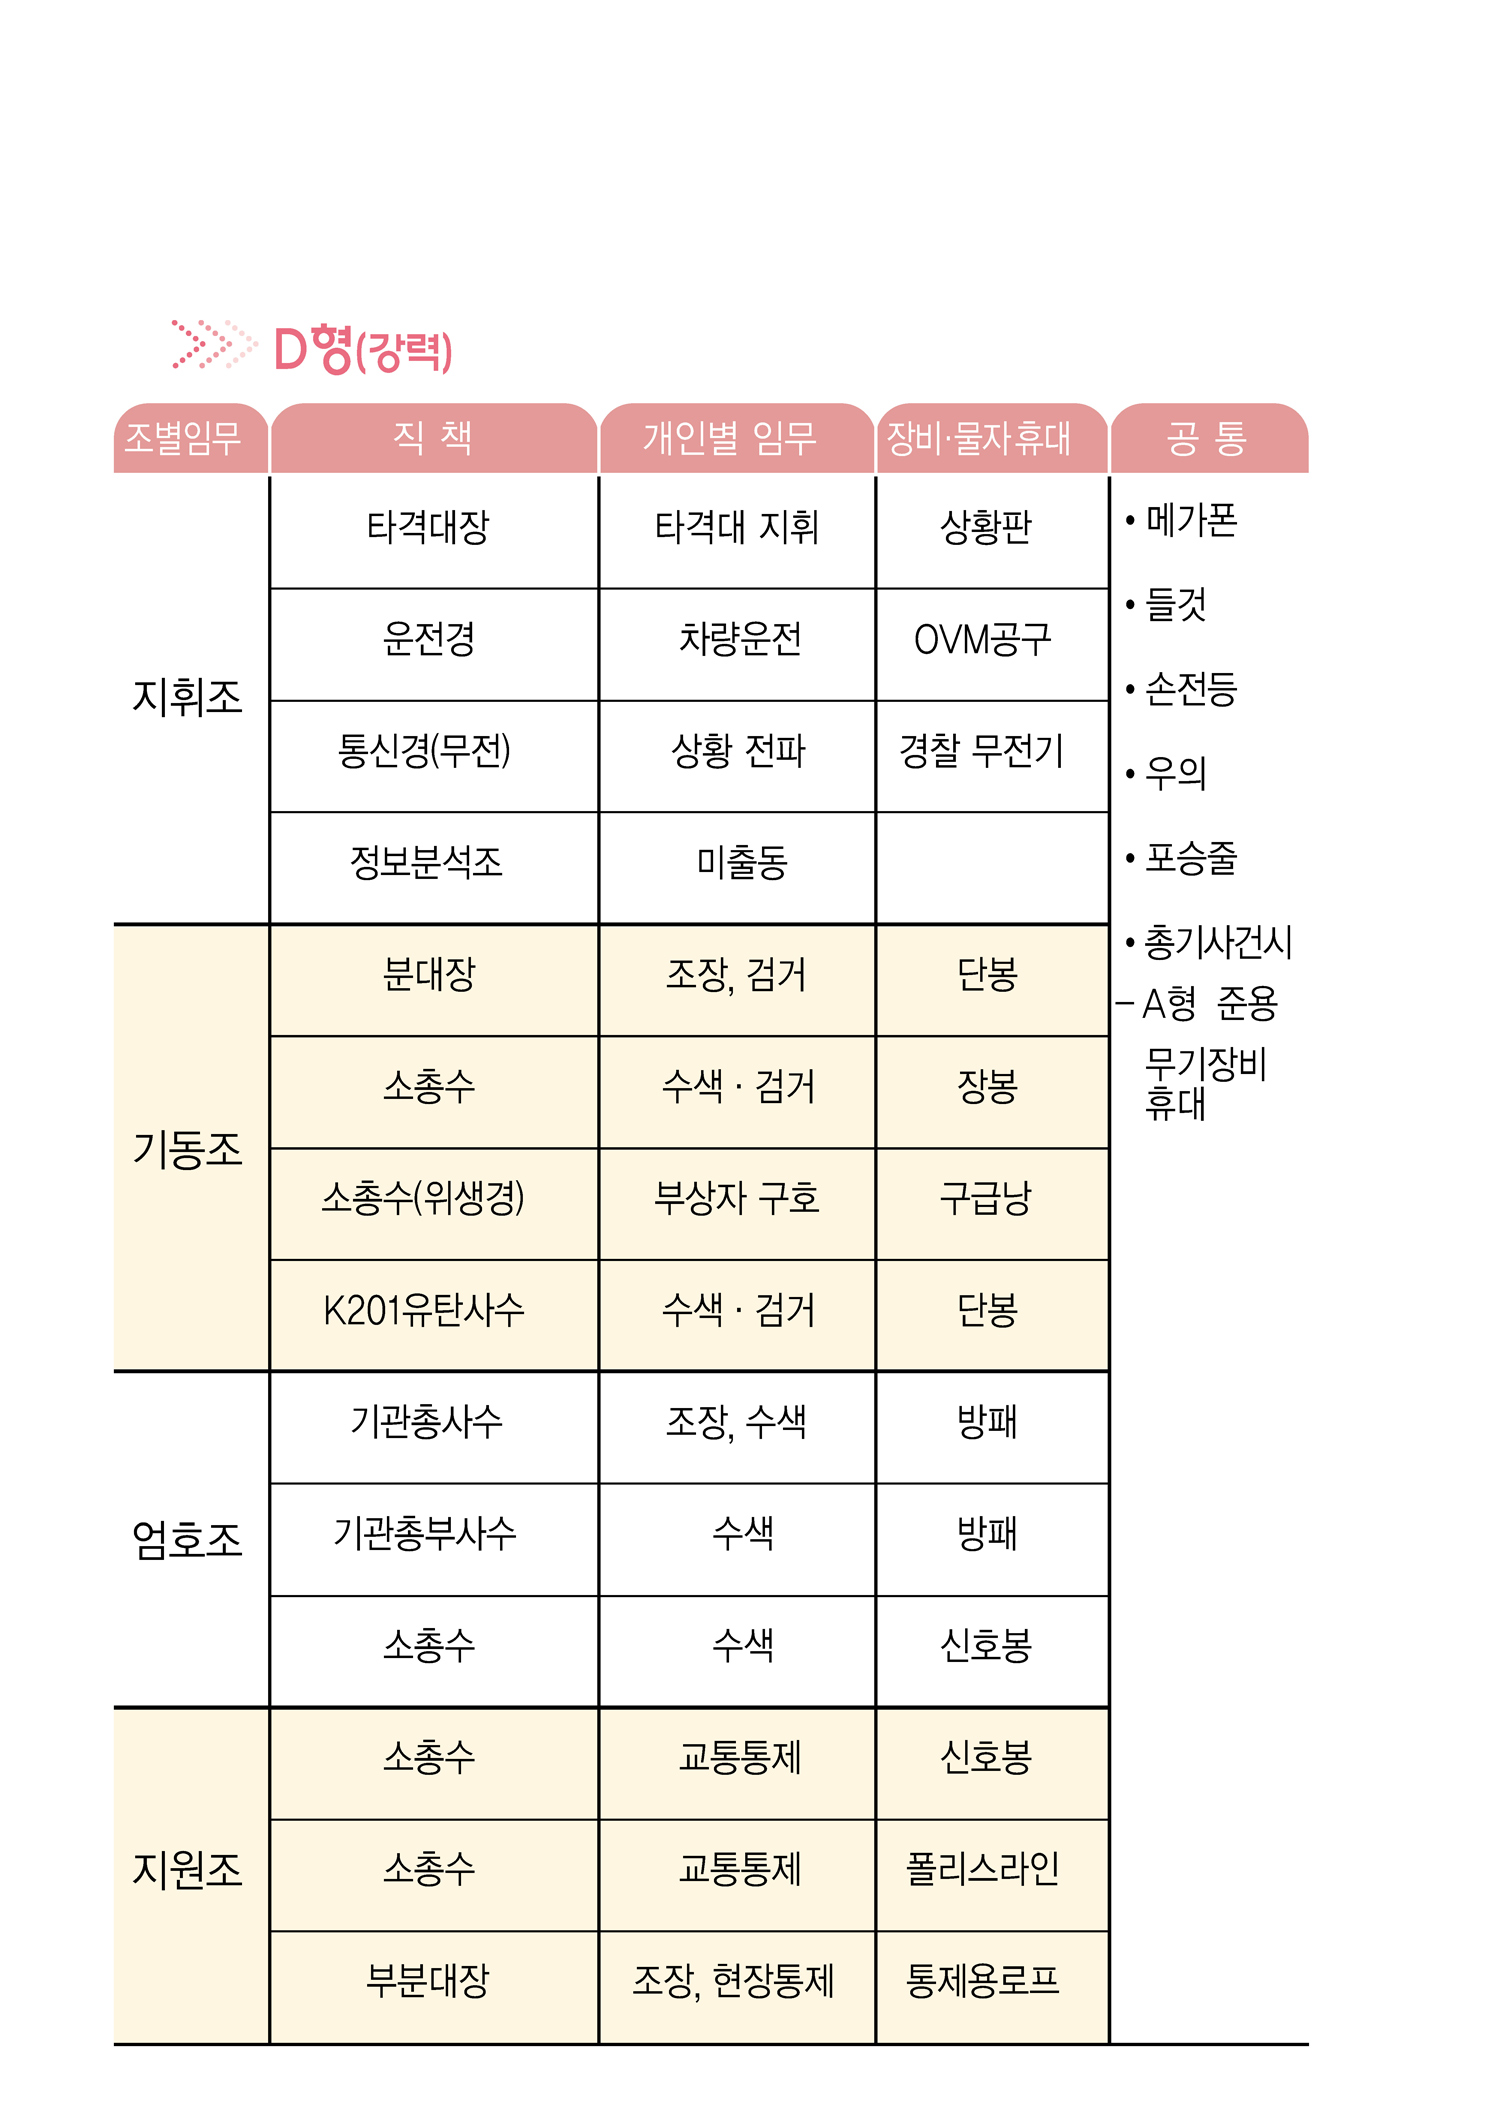 D형(강력)
조별임무 직 책 개인별 임무 장비·물자 휴대 공 통
지휘조
타격대장 타격대 지휘 상황판
운전경 차량운전 OVM공구
통신경(무전) 상황 전파 경찰 무전기
정보분석조 미출동
기동조
분대장 조장, 검거 단봉
소총수 수색·검거 장봉
소총수(위생경) 부상자 구호 구급낭
K201유탄사수 수색·검거 단봉
엄호조
기관총사수 조장, 수색 방패
기관총부사수 수색 방패
소총수 수색 신호봉
지원조
소총수 교통통제 신호봉
소총수 교통통제 폴리스라인
부분대장 조장, 현장통제 통제용로프
• 메가폰
• 들것
• 손전등
• 우의
• 포승줄
• 총기사건시
– A형 준용
무기장비
휴대